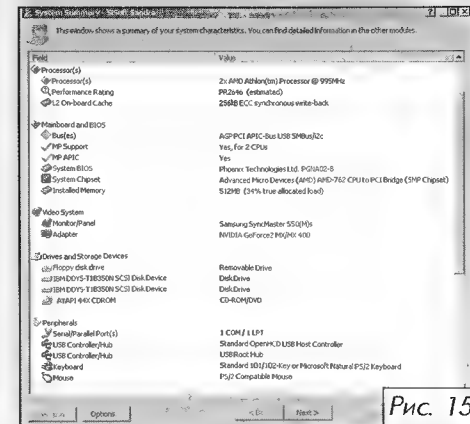 System Summary - SiSoft Sandra
This window shows a summary of your system characteristics. You can find detailed information in the other modules.
Field Value
Processor(s)
Processor(s) 2x AMD Athlon(tm) Processor @ 995MHz
Performance Rating PR2646 (estimated)
L2 On-board Cache 256kB ECC synchronous write-back
Mainboard and BIOS
Bus(es) AGP PCI APIC-Bus USB SMBus/i2c
MP Support Yes, for 2 CPUs
MP APIC Yes
System BIOS Phoenix Technologies Ltd. PGNA02-6
System Chipset Advanced Micro Devices (AMD) AMD-762 CPU to PCI Bridge (SMP Chipset)
Installed Memory 512MB (34% true allocated load)
Video System
Monitor/Panel Samsung SyncMaster 550(M)s
Adapter NVIDIA GeForce2 MX/MX 400
Drives and Storage Devices
Floppy disk drive Removable Drive
IBM DDYS-T18350N SCSI Disk Device Disk Drive
IBM DDYS-T18350N SCSI Disk Device Disk Drive
ATAPI 44X CDROM CD-ROM/DVD
Peripherals
Serial/Parallel Port(s) 1 COM / 1 LPT
USB Controller/Hub Standard OpenHCD USB Host Controller
USB Controller/Hub USB Root Hub
Keyboard Standard 101/102-Key or Microsoft Natural PS/2 Keyboard
Mouse PS/2 Compatible Mouse
Options Next >
Рис. 15